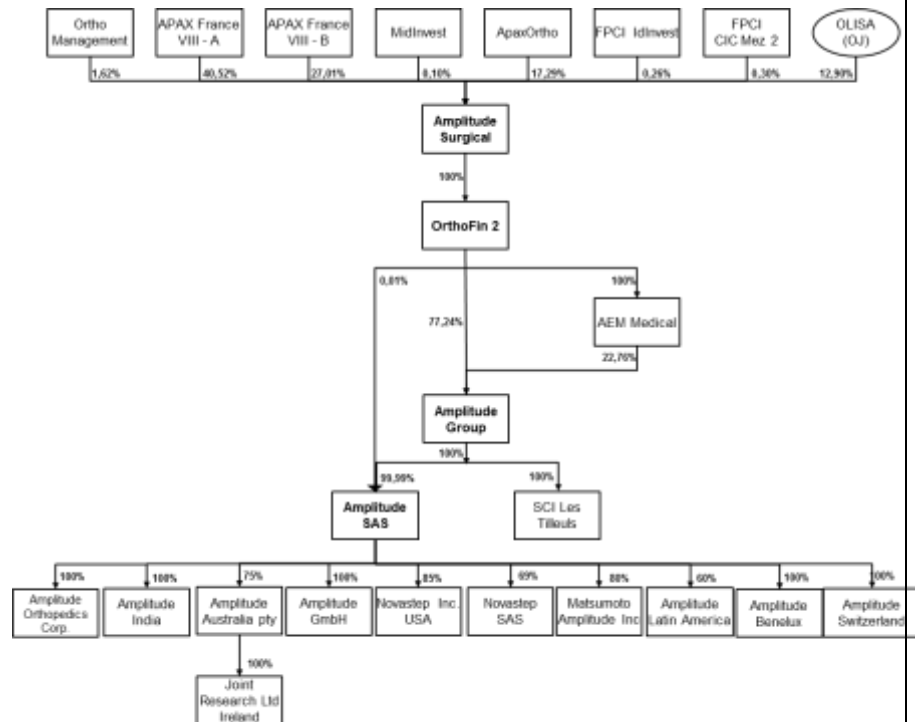 Ortho
Management
APAX France
VIII - A
APAX France
VIII - B
MidInvest
ApaxOrtho
FPCI IdInvest
FPCI
CIC Mez. 2
OLISA
(OJ)
1,62%
40,52%
27,01%
0,10%
17,29%
0,26%
0,30%
12,90%
Amplitude
Surgical
100%
OrthoFin 2
0,01%
100%
77,24%
AEM Medical
22,76%
Amplitude
Group
100%
99,99%
100%
Amplitude
SAS
SCI Les
Tilleuls
100%
100%
75%
100%
85%
69%
80%
60%
100%
Amplitude
Orthopedics
Corp.
Amplitude
India
Amplitude
Australia pty
Amplitude
GmbH
Novastep Inc.
USA
Novastep
SAS
Matsumoto
Amplitude Inc
Amplitude
Latin America
Amplitude
Benelux
Amplitude
Switzerland
100%
Joint
Research Ltd
Ireland